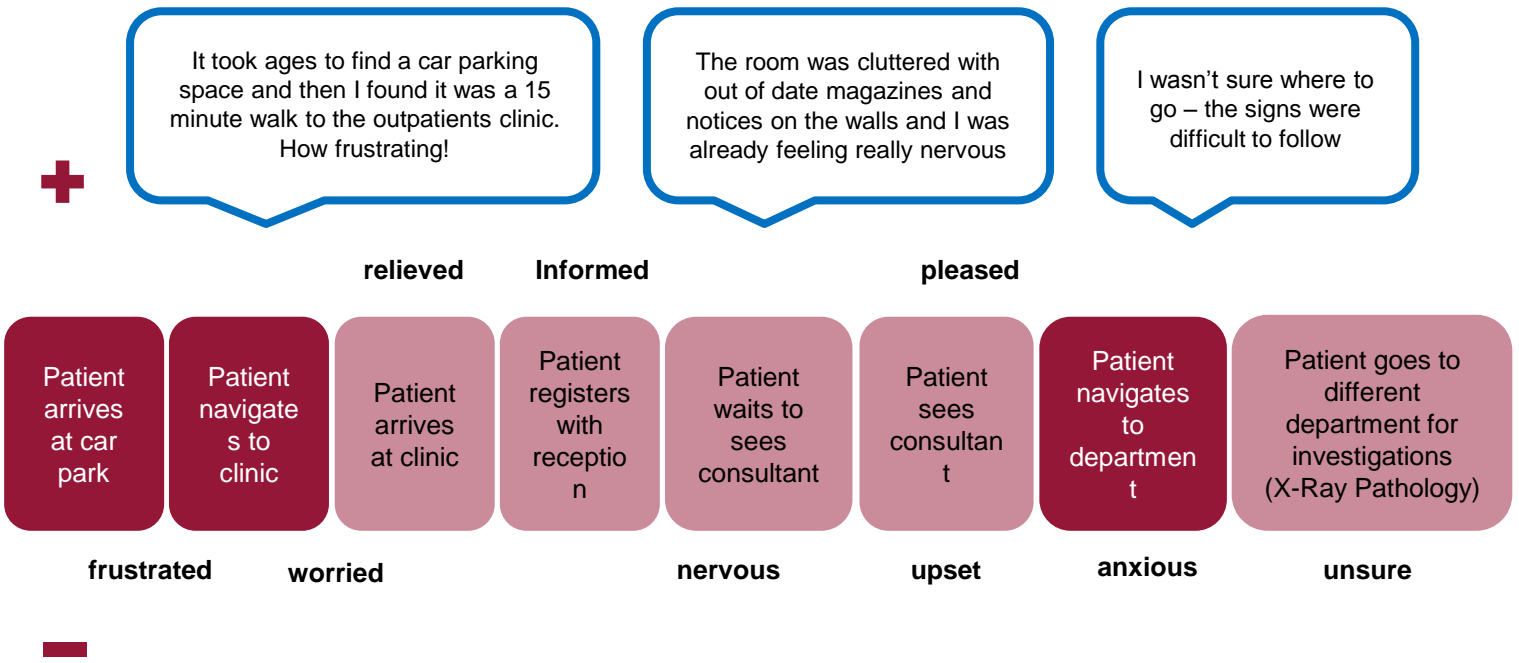 It took ages to find a car parking
space and then I found it was a 15
minute walk to the outpatients clinic.
How frustrating!
The room was cluttered with
out of date magazines and
notices on the walls and I was
already feeling really nervous
I wasn't sure where to
go – the signs were
difficult to follow
relieved
Informed
pleased
Patient
arrives
at car
park
Patient
navigate
s to
clinic
Patient
arrives
at clinic
Patient
registers
with
receptio
n
Patient
waits to
sees
consultant
Patient
sees
consultan
t
Patient
navigates
to
departmen
t
Patient goes to
different
department for
investigations
(X-Ray Pathology)
frustrated
worried
nervous
upset
anxious
unsure